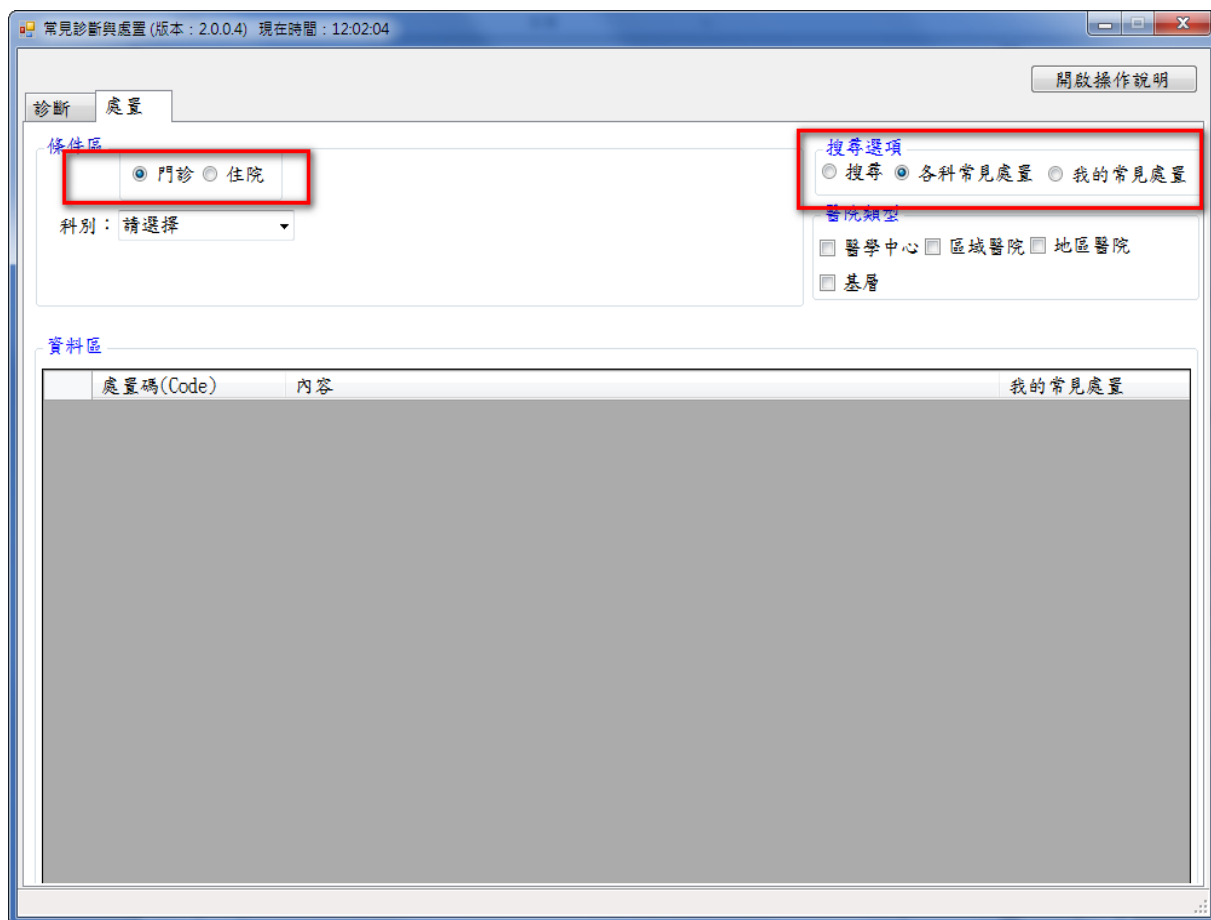 常見診斷與處置 (版本：2.0.0.4) 現在時間：12:02:04
開啟操作說明
診斷 處置
條件區
門診 住院
科別：請選擇
搜尋選項
搜尋 各科常見處置 我的常見處置
醫院類型
醫學中心 區域醫院 地區醫院
基層
資料區
處置碼(Code) 內容 我的常見處置